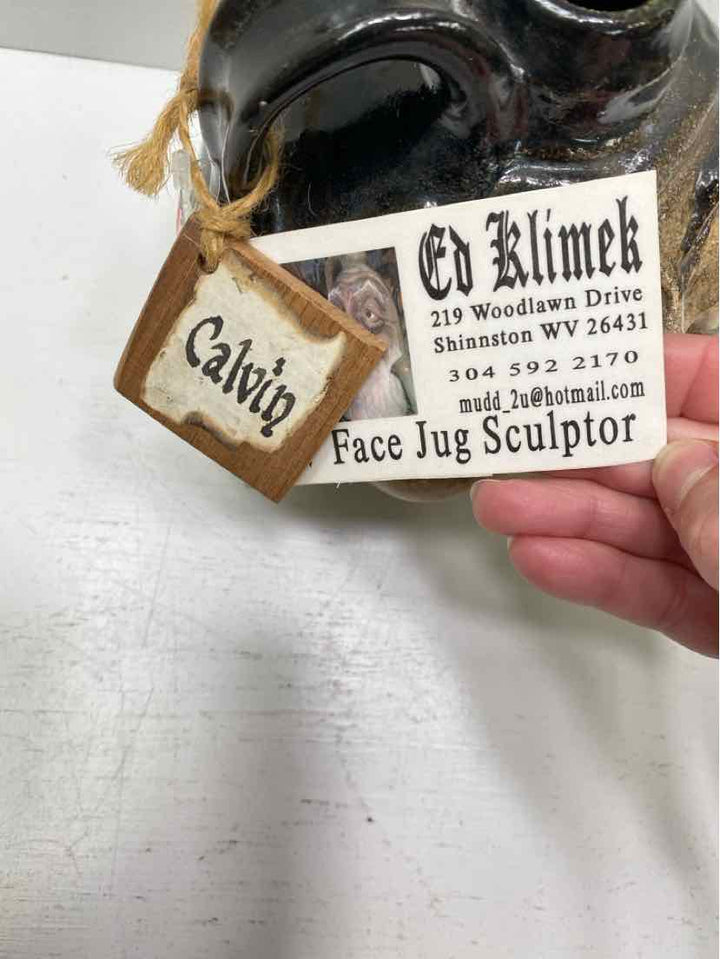 Calvin
Ed Klimek
219 Woodlawn Drive
Shinnston WV 26431
304 592 2170
mudd_2u@hotmail.com
Face Jug Sculptor